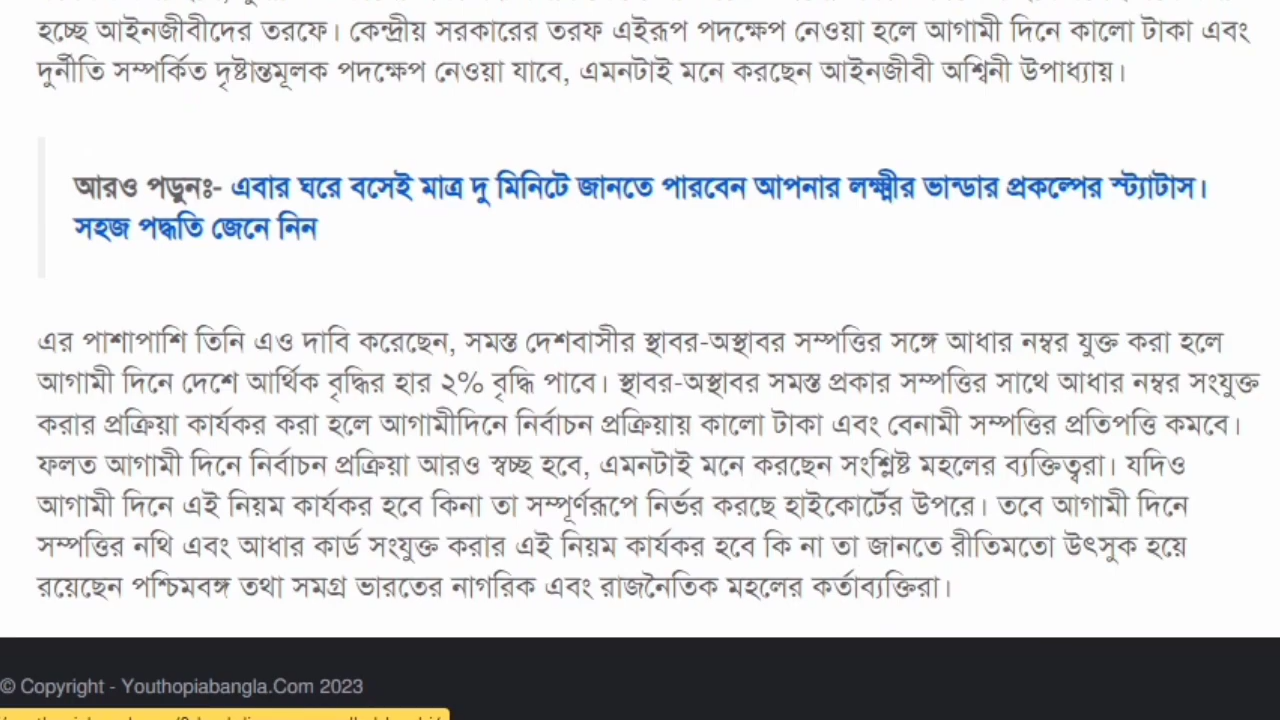 হচ্ছে আইনজীবীদের তরফে। কেন্দ্রীয় সরকারের তরফ এইরূপ পদক্ষেপ নেওয়া হলে আগামী দিনে কালো টাকা এবং
দুর্নীতি সম্পর্কিত দৃষ্টান্তমূলক পদক্ষেপ নেওয়া যাবে, এমনটাই মনে করছেন আইনজীবী অশ্বিনী উপাধ্যায়।
আরও পড়ুনঃ- এবার ঘরে বসেই মাত্র দু মিনিটে জানতে পারবেন আপনার লক্ষ্মীর ভান্ডার প্রকল্পের স্ট্যাটাস।
সহজ পদ্ধতি জেনে নিন
এর পাশাপাশি তিনি এও দাবি করেছেন, সমস্ত দেশবাসীর স্থাবর-অস্থাবর সম্পত্তির সঙ্গে আধার নম্বর যুক্ত করা হলে
আগামী দিনে দেশে আর্থিক বৃদ্ধির হার ২% বৃদ্ধি পাবে। স্থাবর-অস্থাবর সমস্ত প্রকার সম্পত্তির সাথে আধার নম্বর সংযুক্ত
করার প্রক্রিয়া কার্যকর করা হলে আগামীদিনে নির্বাচন প্রক্রিয়ায় কালো টাকা এবং বেনামী সম্পত্তির প্রতিপত্তি কমবে।
ফলত আগামী দিনে নির্বাচন প্রক্রিয়া আরও স্বচ্ছ হবে, এমনটাই মনে করছেন সংশ্লিষ্ট মহলের ব্যক্তিত্বরা। যদিও
আগামী দিনে এই নিয়ম কার্যকর হবে কিনা তা সম্পূর্ণরূপে নির্ভর করছে হাইকোর্টের উপরে। তবে আগামী দিনে
সম্পত্তির নথি এবং আধার কার্ড সংযুক্ত করার এই নিয়ম কার্যকর হবে কি না তা জানতে রীতিমতো উৎসুক হয়ে
রয়েছেন পশ্চিমবঙ্গ তথা সমগ্র ভারতের নাগরিক এবং রাজনৈতিক মহলের কর্তাব্যক্তিরা।
© Copyright - Youthopiabangla.Com 2023